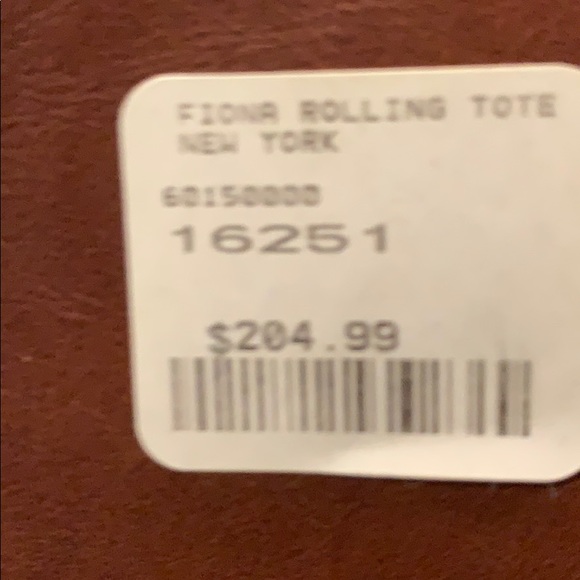 FIONA ROLLING TOTE
NEW YORK
60150000
16251
$204.99